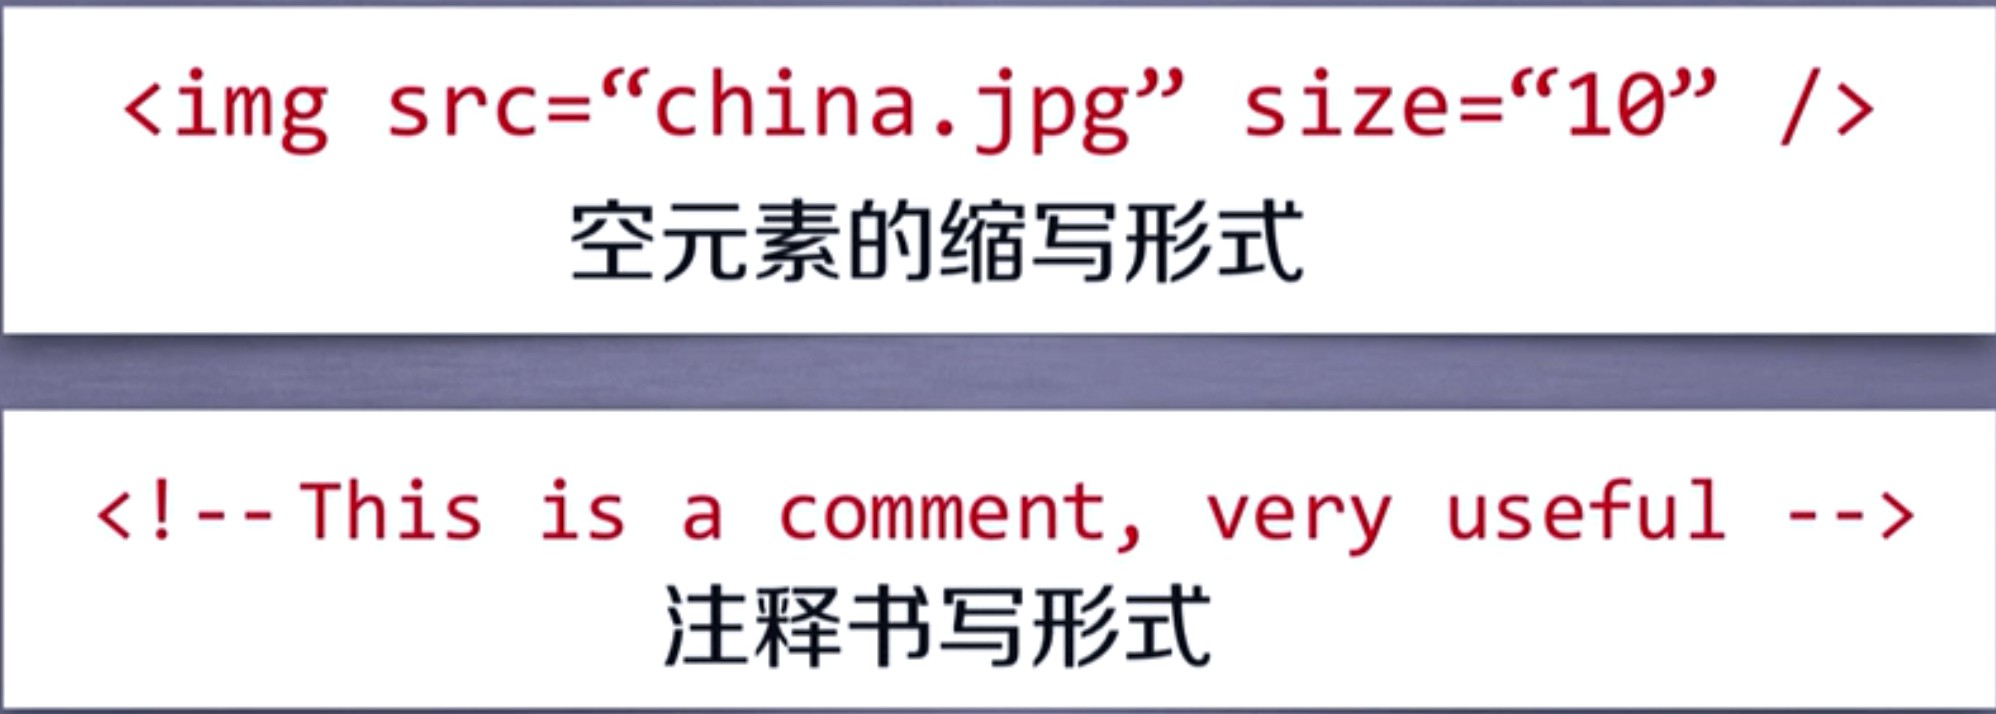 <img src=“china.jpg” size=“10” />
空元素的缩写形式
<!-- This is a comment, very useful -->
注释书写形式